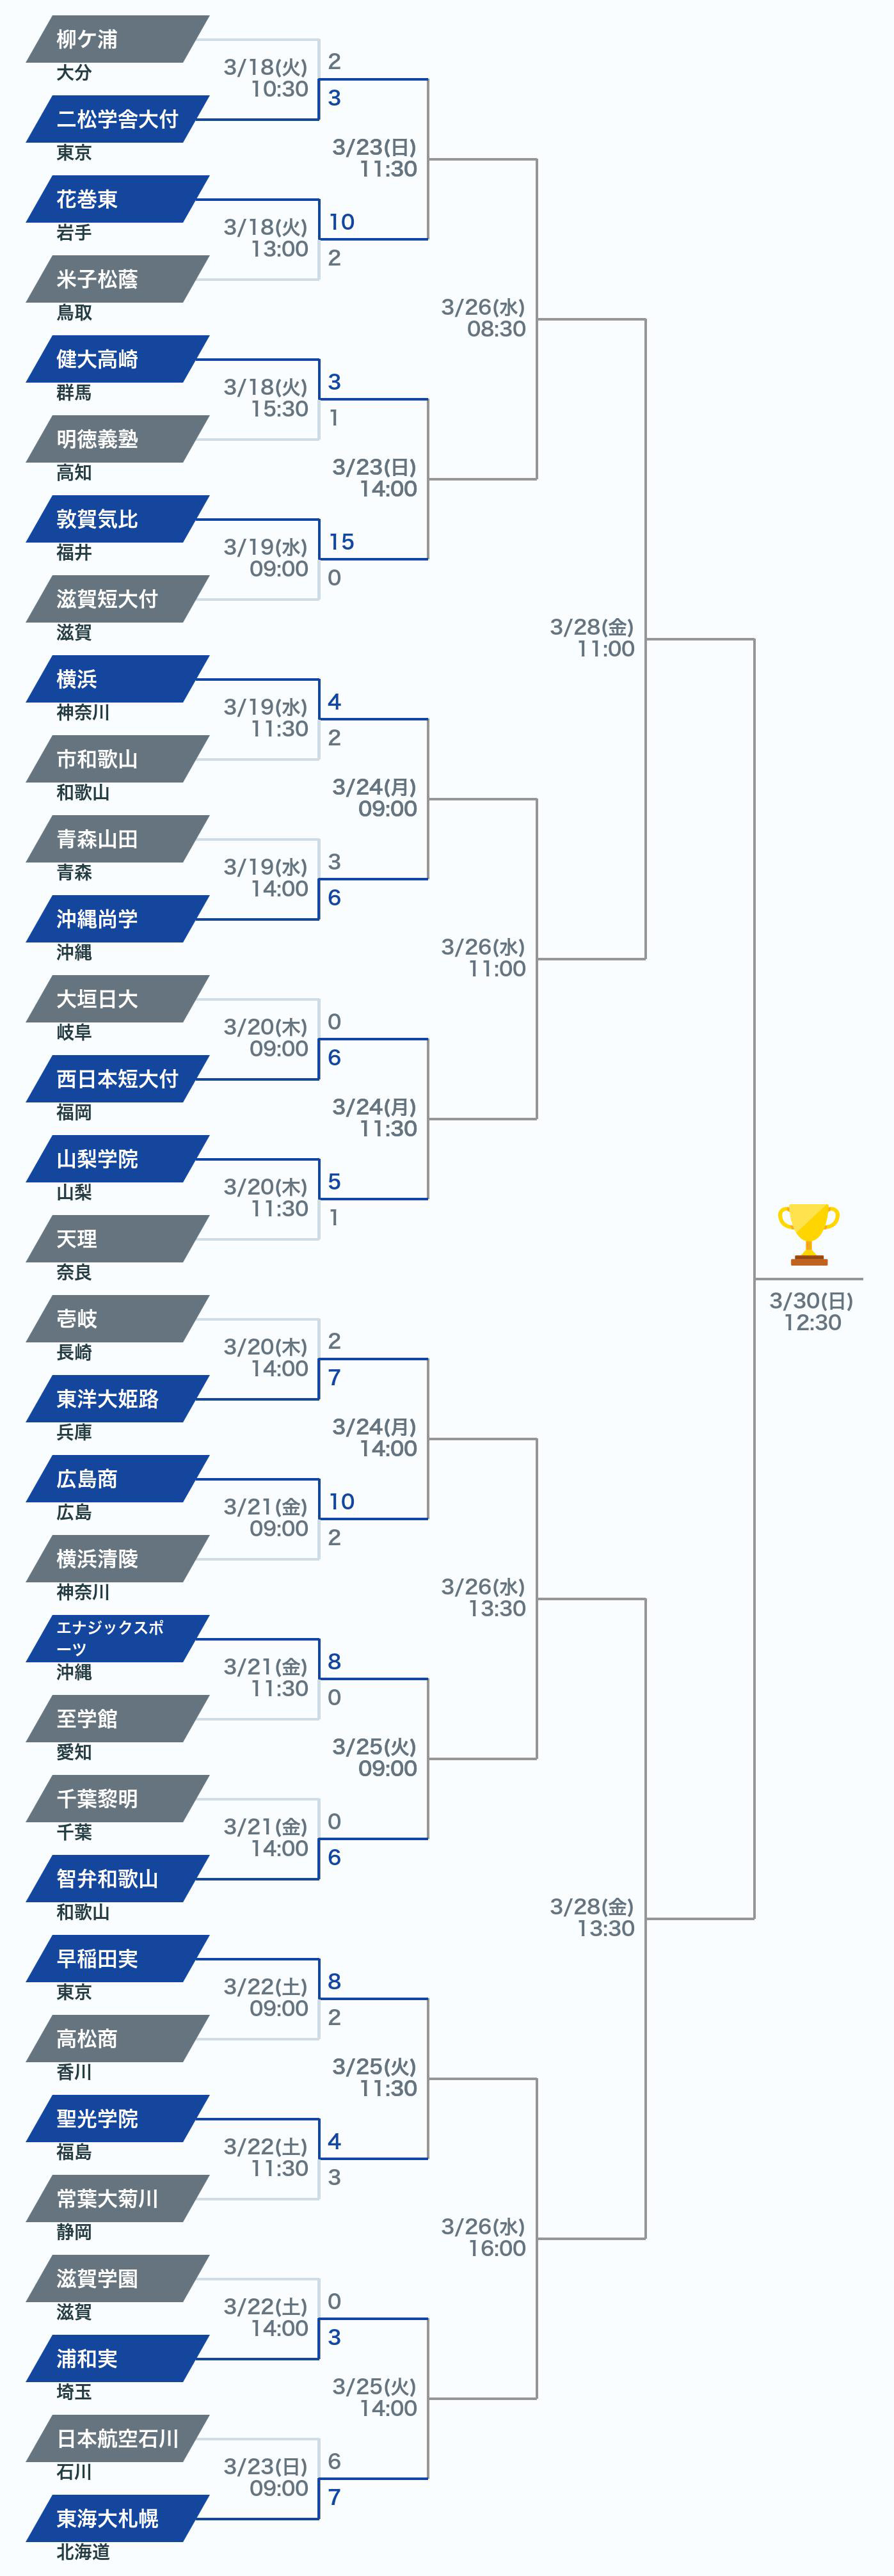 柳ケ浦
大分
3/18(火)
10:30
2
3
二松学舎大付
東京
3/23(日)
11:30
花巻東
岩手
3/18(火)
13:00
10
2
米子松蔭
鳥取
3/26(水)
08:30
健大高崎
群馬
3/18(火)
15:30
3
1
明徳義塾
高知
3/23(日)
14:00
敦賀気比
福井
3/19(水)
09:00
15
0
滋賀短大付
滋賀
3/28(金)
11:00
横浜
神奈川
3/19(水)
11:30
4
2
市和歌山
和歌山
3/24(月)
09:00
青森山田
青森
3/19(水)
14:00
3
6
沖縄尚学
沖縄
3/26(水)
11:00
大垣日大
岐阜
3/20(木)
09:00
0
6
西日本短大付
福岡
3/24(月)
11:30
山梨学院
山梨
3/20(木)
11:30
5
1
天理
奈良
3/30(日)
12:30
壱岐
長崎
3/20(木)
14:00
2
7
東洋大姫路
兵庫
3/24(月)
14:00
広島商
広島
3/21(金)
09:00
10
2
横浜清陵
神奈川
3/26(水)
13:30
エナジックスポ
ーツ
沖縄
3/21(金)
11:30
8
0
至学館
愛知
3/25(火)
09:00
千葉黎明
千葉
3/21(金)
14:00
0
6
智弁和歌山
和歌山
3/28(金)
13:30
早稲田実
東京
3/22(土)
09:00
8
2
高松商
香川
3/25(火)
11:30
聖光学院
福島
3/22(土)
11:30
4
3
常葉大菊川
静岡
3/26(水)
16:00
滋賀学園
滋賀
3/22(土)
14:00
0
3
浦和実
埼玉
3/25(火)
14:00
日本航空石川
石川
3/23(日)
09:00
6
7
東海大札幌
北海道